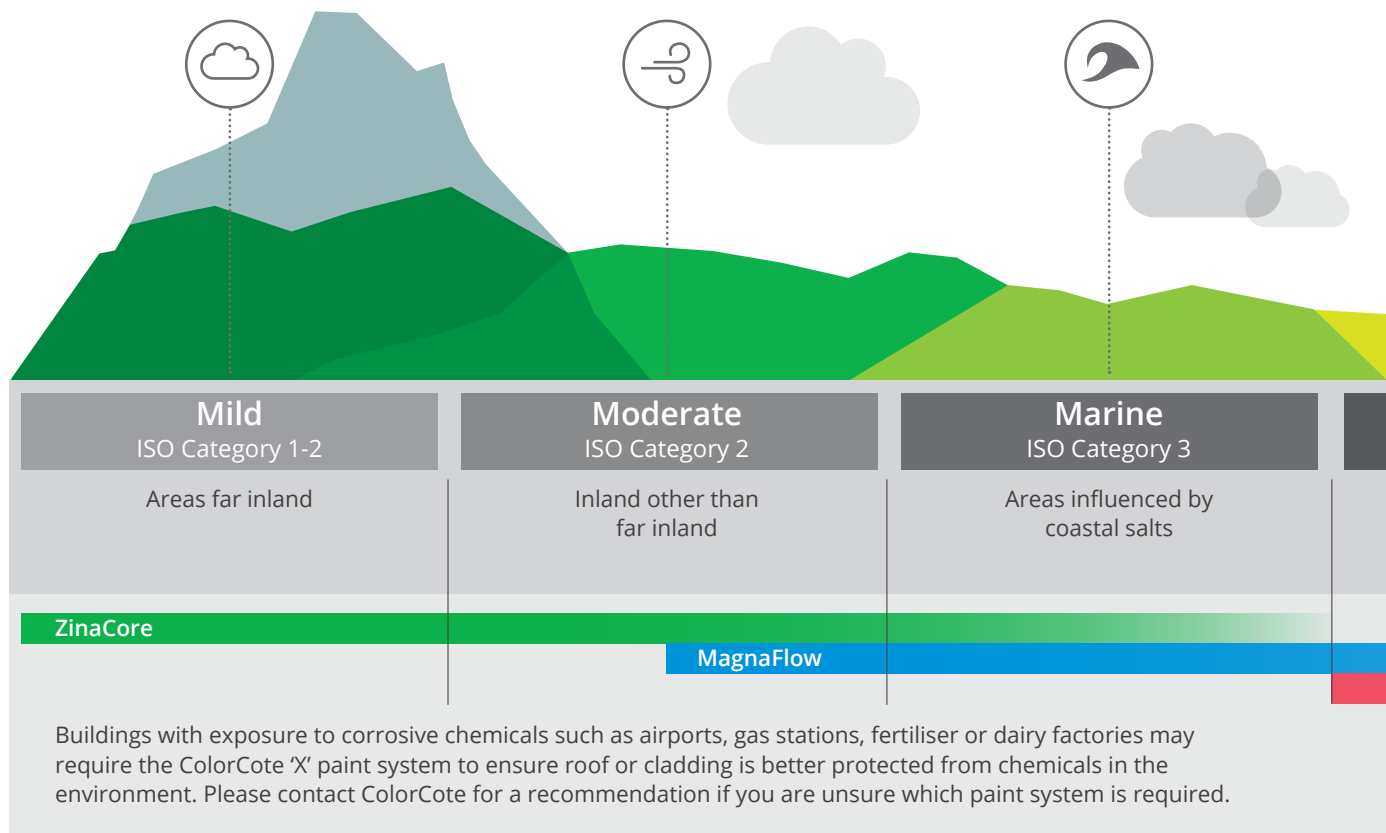 Mild
ISO Category 1-2
Moderate
ISO Category 2
Marine
ISO Category 3
Areas far inland
Inland other than
far inland
Areas influenced by
coastal salts
ZinaCore
MagnaFlow
Buildings with exposure to corrosive chemicals such as airports, gas stations, fertiliser or dairy factories may
require the ColorCote ‘X’ paint system to ensure roof or cladding is better protected from chemicals in the
environment. Please contact ColorCote for a recommendation if you are unsure which paint system is required.